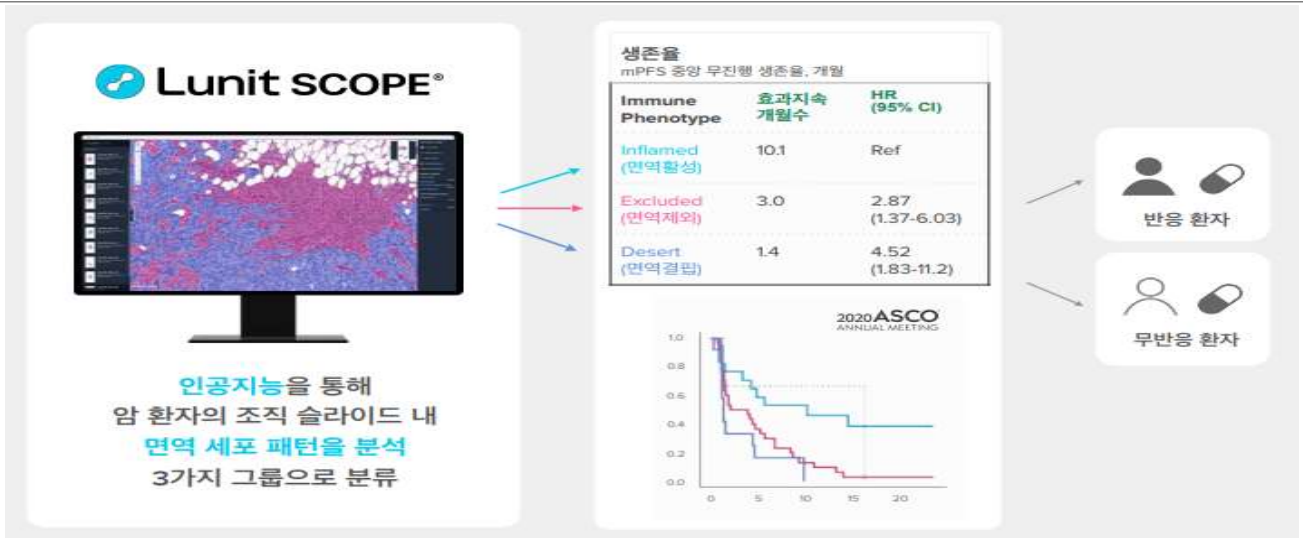 Lunit SCOPE®
인공지능을 통해
암 환자의 조직 슬라이드 내
면역 세포 패턴을 분석
3가지 그룹으로 분류
생존율
mPFS 중앙 무진행 생존율, 개월
Immune Phenotype 효과지속 개월수 HR (95% CI)
Inflamed (면역활성) 10.1 Ref
Excluded (면역제외) 3.0 2.87 (1.37-6.03)
Desert (면역결핍) 1.4 4.52 (1.83-11.2)
2020 ASCO
ANNUAL MEETING
1.0
0.8
0.6
0.4
0.2
0.0
0 5 10 15 20
반응 환자
무반응 환자